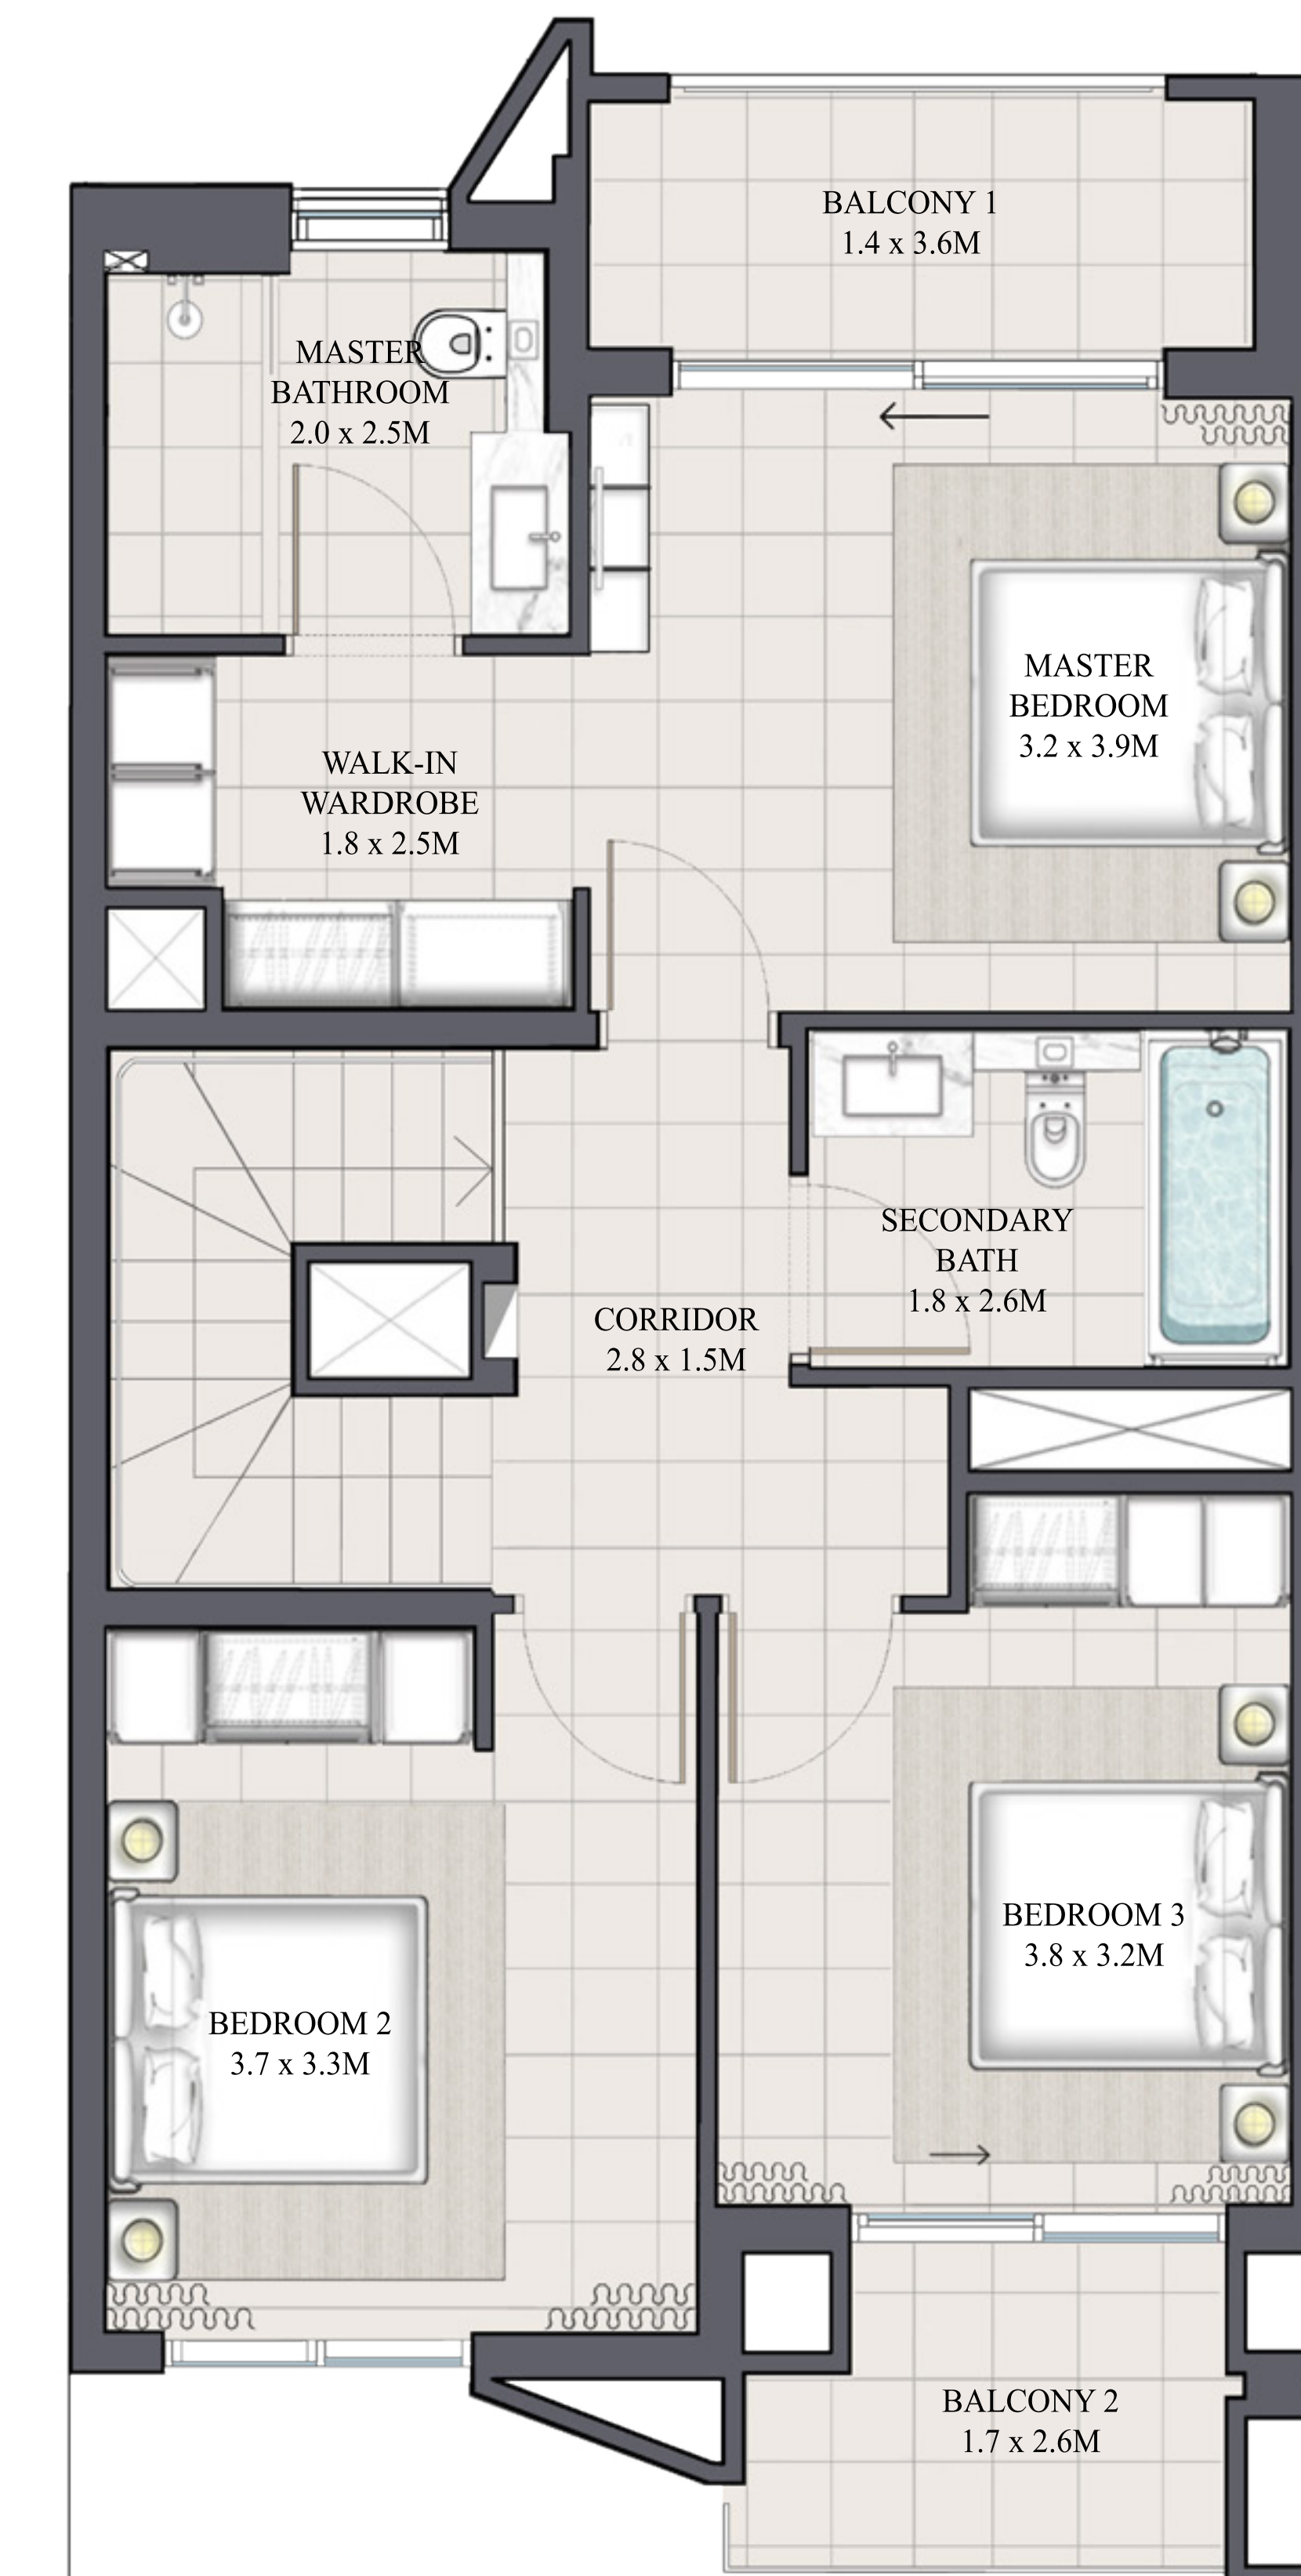 BALCONY 1
1.4 x 3.6M
MASTER
BATHROOM
2.0 x 2.5M
MASTER
BEDROOM
3.2 x 3.9M
WALK-IN
WARDROBE
1.8 x 2.5M
SECONDARY
BATH
1.8 x 2.6M
CORRIDOR
2.8 x 1.5M
BEDROOM 3
3.8 x 3.2M
BEDROOM 2
3.7 x 3.3M
BALCONY 2
1.7 x 2.6M